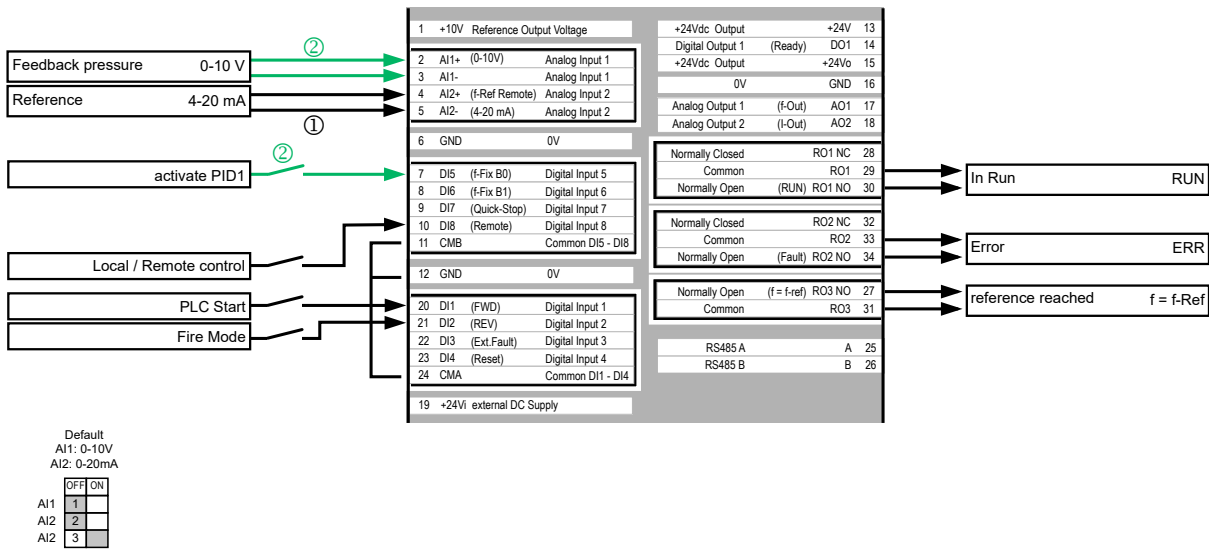 1 +10V Reference Output Voltage
2 AI1+ (0-10V) Analog Input 1
3 AI1- Analog Input 1
4 AI2+ (f-Ref Remote) Analog Input 2
5 AI2- (4-20 mA) Analog Input 2
6 GND 0V
7 DI5 (f-Fix B0) Digital Input 5
8 DI6 (f-Fix B1) Digital Input 6
9 DI7 (Quick-Stop) Digital Input 7
10 DI8 (Remote) Digital Input 8
11 CMB Common DI5 - DI8
12 GND 0V
20 DI1 (FWD) Digital Input 1
21 DI2 (REV) Digital Input 2
22 DI3 (Ext.Fault) Digital Input 3
23 DI4 (Reset) Digital Input 4
24 CMA Common DI1 - DI4
19 +24Vi external DC Supply
+24Vdc Output +24V 13
Digital Output 1 (Ready) DO1 14
+24Vdc Output +24Vo 15
0V GND 16
Analog Output 1 (f-Out) AO1 17
Analog Output 2 (I-Out) AO2 18
Normally Closed RO1 NC 28
Common RO1 29
Normally Open (RUN) RO1 NO 30
Normally Closed RO2 NC 32
Common RO2 33
Normally Open (Fault) RO2 NO 34
Normally Open (f = f-ref) RO3 NO 27
Common RO3 31
RS485 A A 25
RS485 B B 26
Feedback pressure 0-10 V
②
Reference 4-20 mA
①
②
activate PID1
Local / Remote control
PLC Start
Fire Mode
In Run RUN
Error ERR
reference reached f = f-Ref
Default
AI1: 0-10V
AI2: 0-20mA
OFF ON
AI1 1
AI2 2
AI2 3